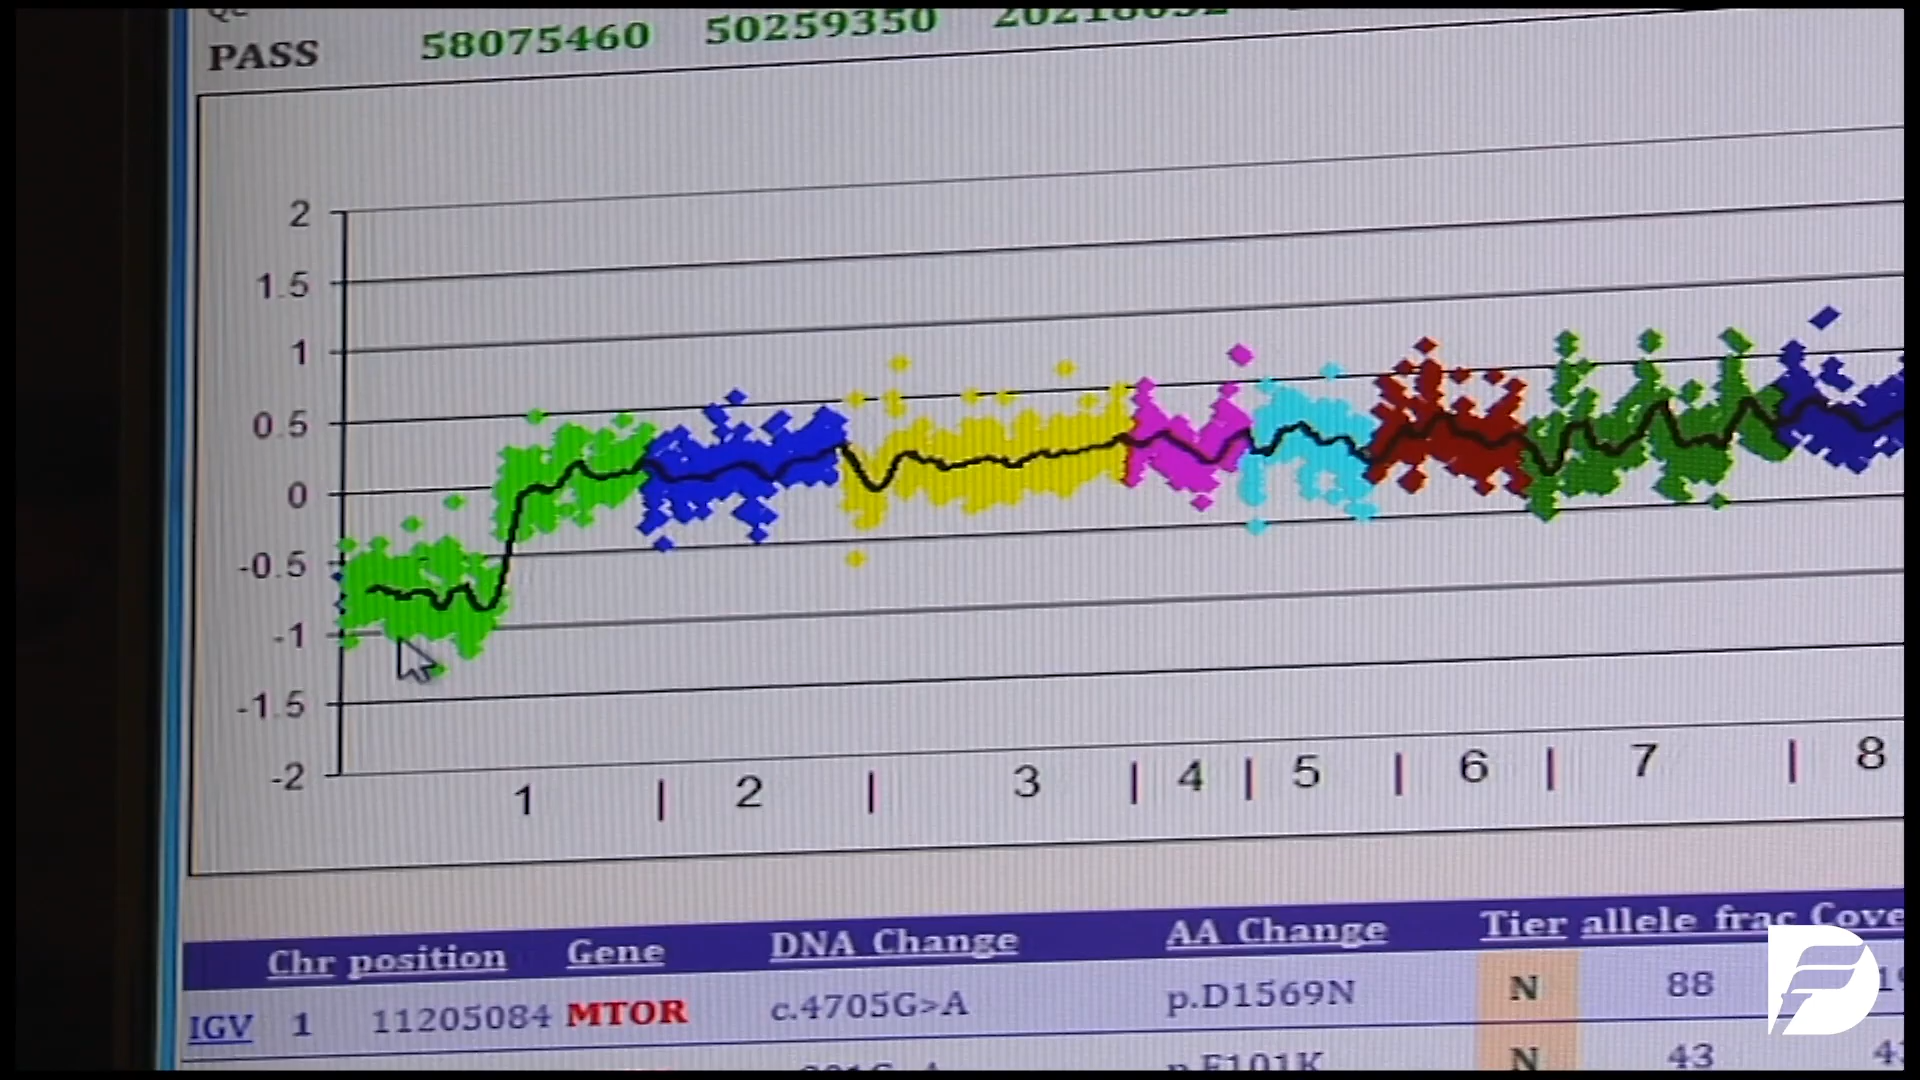 PASS 58075460 50259350
2
1.5
1
0.5
0
-0.5
-1
-1.5
-2
1 | 2 | 3 | 4 | 5 | 6 | 7 | 8
Chr position Gene DNA Change AA Change Tier allele frac Cove
IGV 1 11205084 MTOR c.4705G>A p.D1569N N 88
N 43